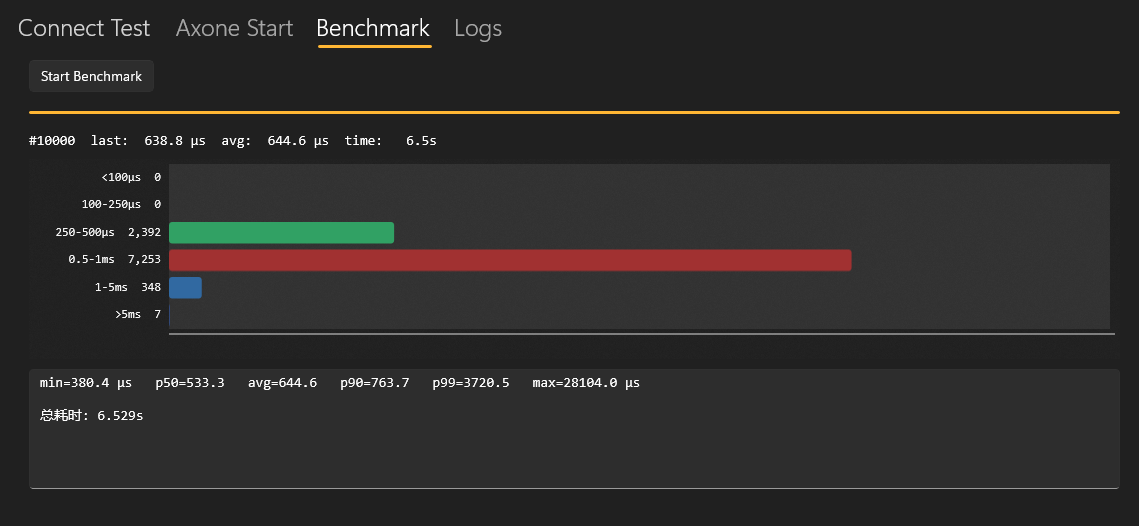 Connect Test Axone Start Benchmark Logs
Start Benchmark
#10000 last: 638.8 µs avg: 644.6 µs time: 6.5s
<100µs 0
100-250µs 0
250-500µs 2,392
0.5-1ms 7,253
1-5ms 348
>5ms 7
min=380.4 µs p50=533.3 avg=644.6 p90=763.7 p99=3720.5 max=28104.0 µs
总耗时: 6.529s